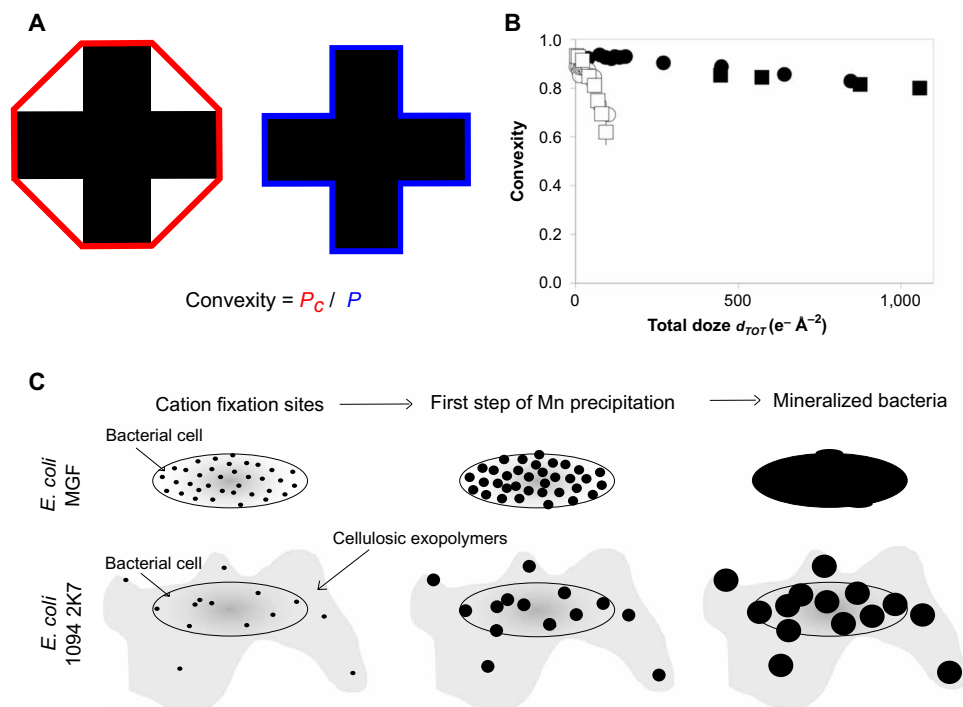 A
Convexity = Pc / P
B
1.0
0.8
0.6
0.4
0.2
0.0
Convexity
0
500
1,000
Total doze dTOT (e– Å–2)
C
Cation fixation sites
First step of Mn precipitation
Mineralized bacteria
E. coli
MGF
Bacterial cell
E. coli
1094 2K7
Bacterial cell
Cellulosic exopolymers